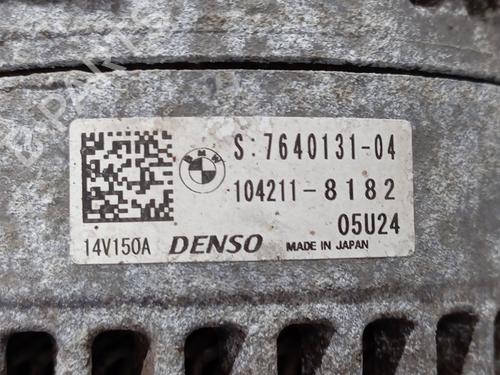 S:7640131-04
104211-8182
05U24
14V150A DENSO MADE IN JAPAN